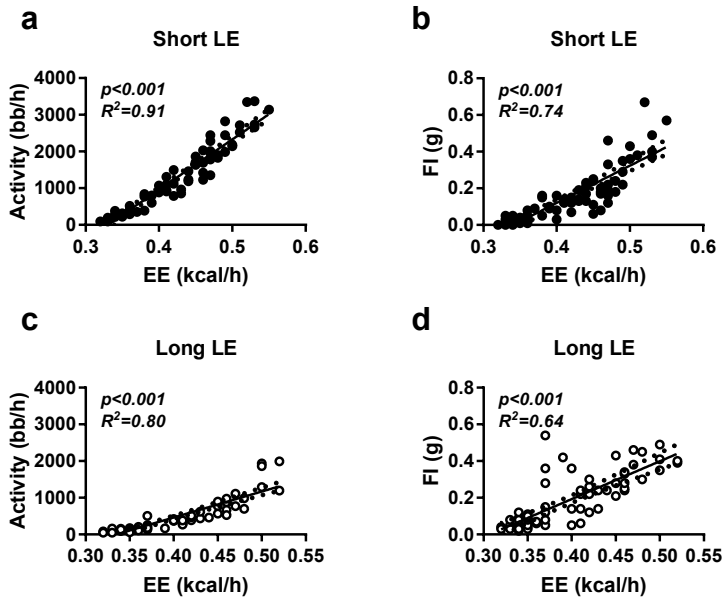 a
Short LE
p<0.001
R²=0.91
Activity (bb/h)
4000
3000
2000
1000
0
0.3 0.4 0.5 0.6
EE (kcal/h)
b
Short LE
p<0.001
R²=0.74
FI (g)
0.8
0.6
0.4
0.2
0.0
0.3 0.4 0.5 0.6
EE (kcal/h)
c
Long LE
p<0.001
R²=0.80
Activity (bb/h)
4000
3000
2000
1000
0
0.30 0.35 0.40 0.45 0.50 0.55
EE (kcal/h)
d
Long LE
p<0.001
R²=0.64
FI (g)
0.8
0.6
0.4
0.2
0.0
0.30 0.35 0.40 0.45 0.50 0.55
EE (kcal/h)